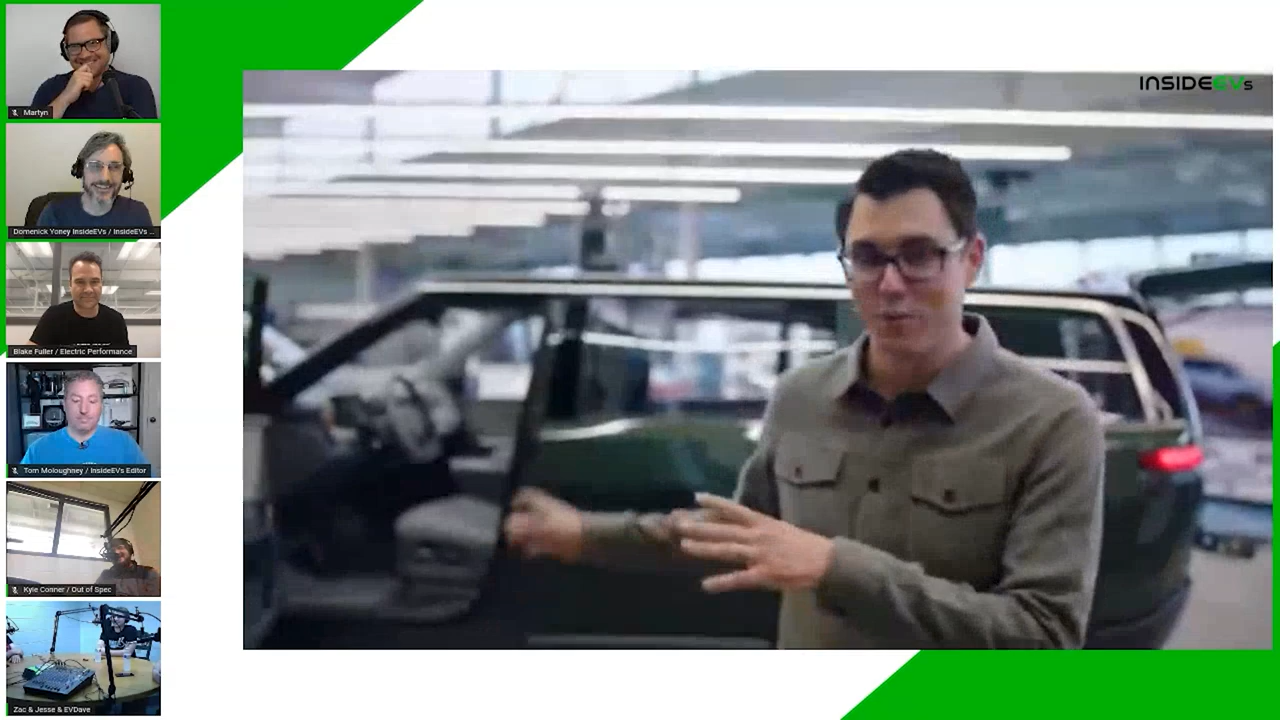 Martyn
Domenick Yoney InsideEVs / InsideEVs ...
Blake Fuller / Electric Performance
Tom Moloughney / InsideEVs Editor
Kyle Conner / Out of Spec
Zac & Jesse & EVDave
INSIDEEVs